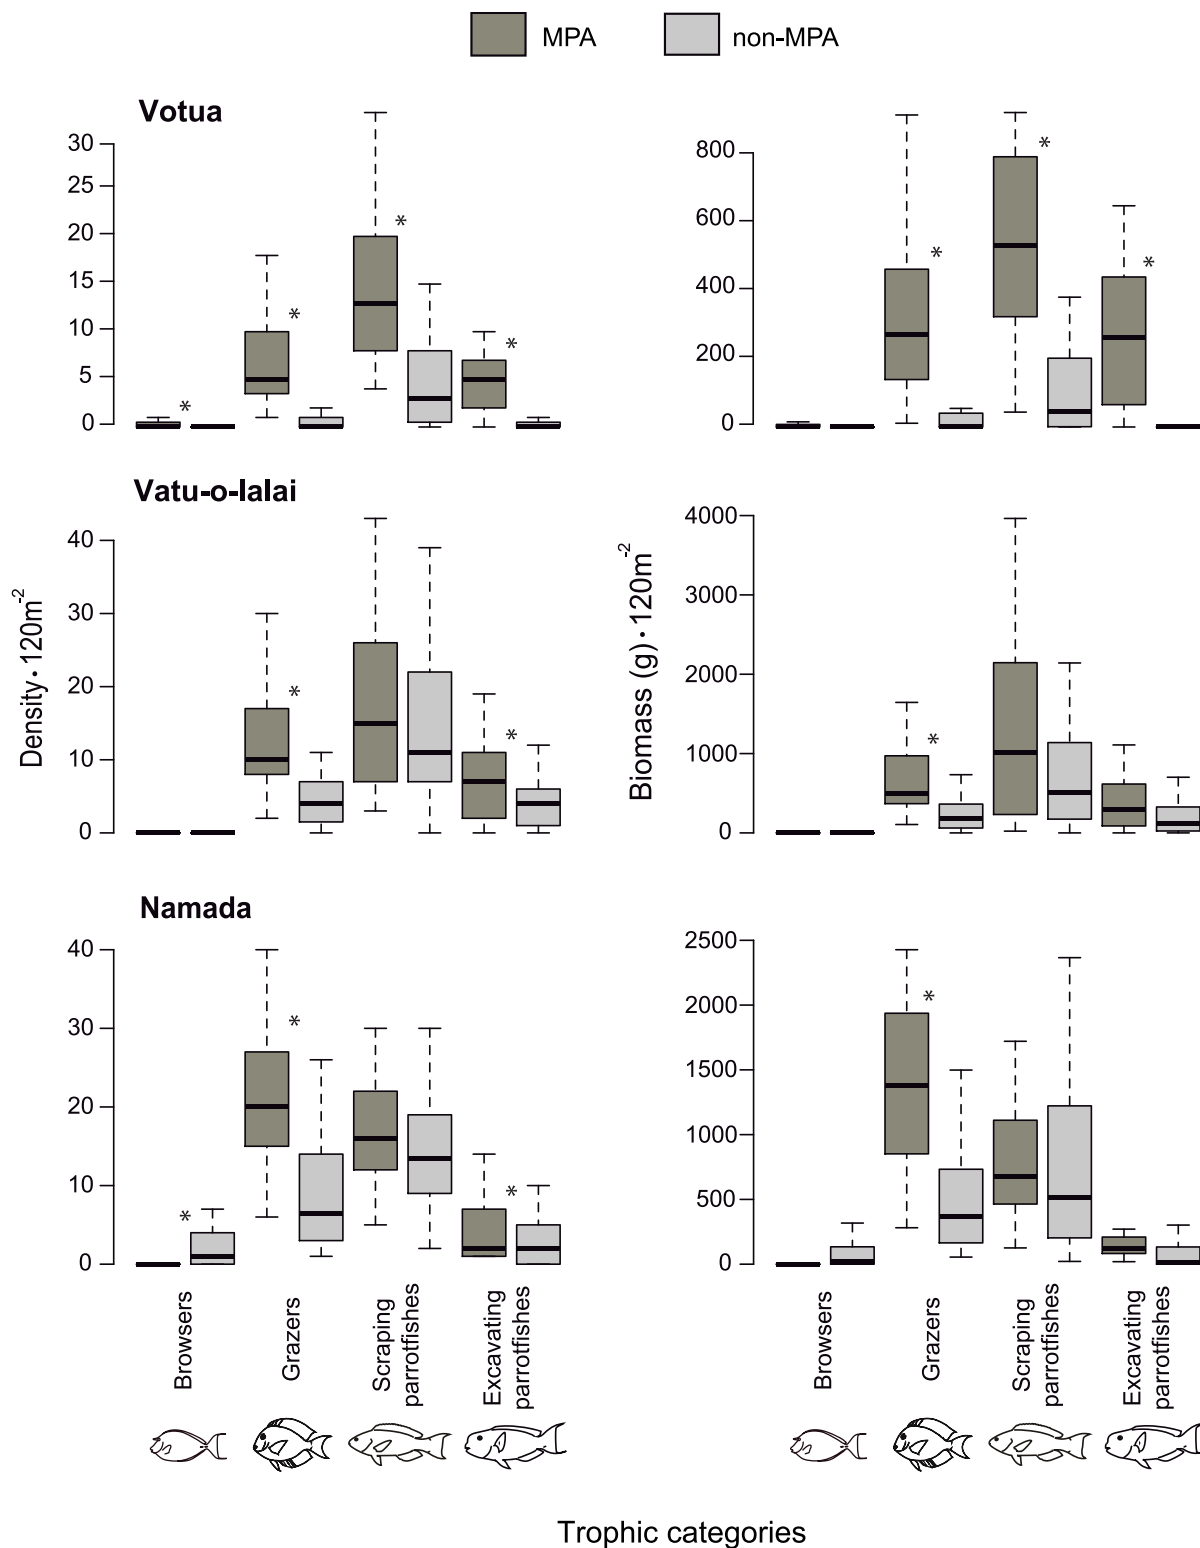 MPA
non-MPA
Votua
30
25
20
15
10
5
0
*
*
*
*
800
600
400
200
0
*
*
*
Vatu-o-lalai
40
30
20
10
0
*
*
4000
3000
2000
1000
0
*
Density · 120m⁻²
Biomass (g) · 120m⁻²
Namada
40
30
20
10
0
*
*
*
2500
2000
1500
1000
500
0
*
Browsers
Grazers
Scraping
parrotfishes
Excavating
parrotfishes
Browsers
Grazers
Scraping
parrotfishes
Excavating
parrotfishes
Trophic categories